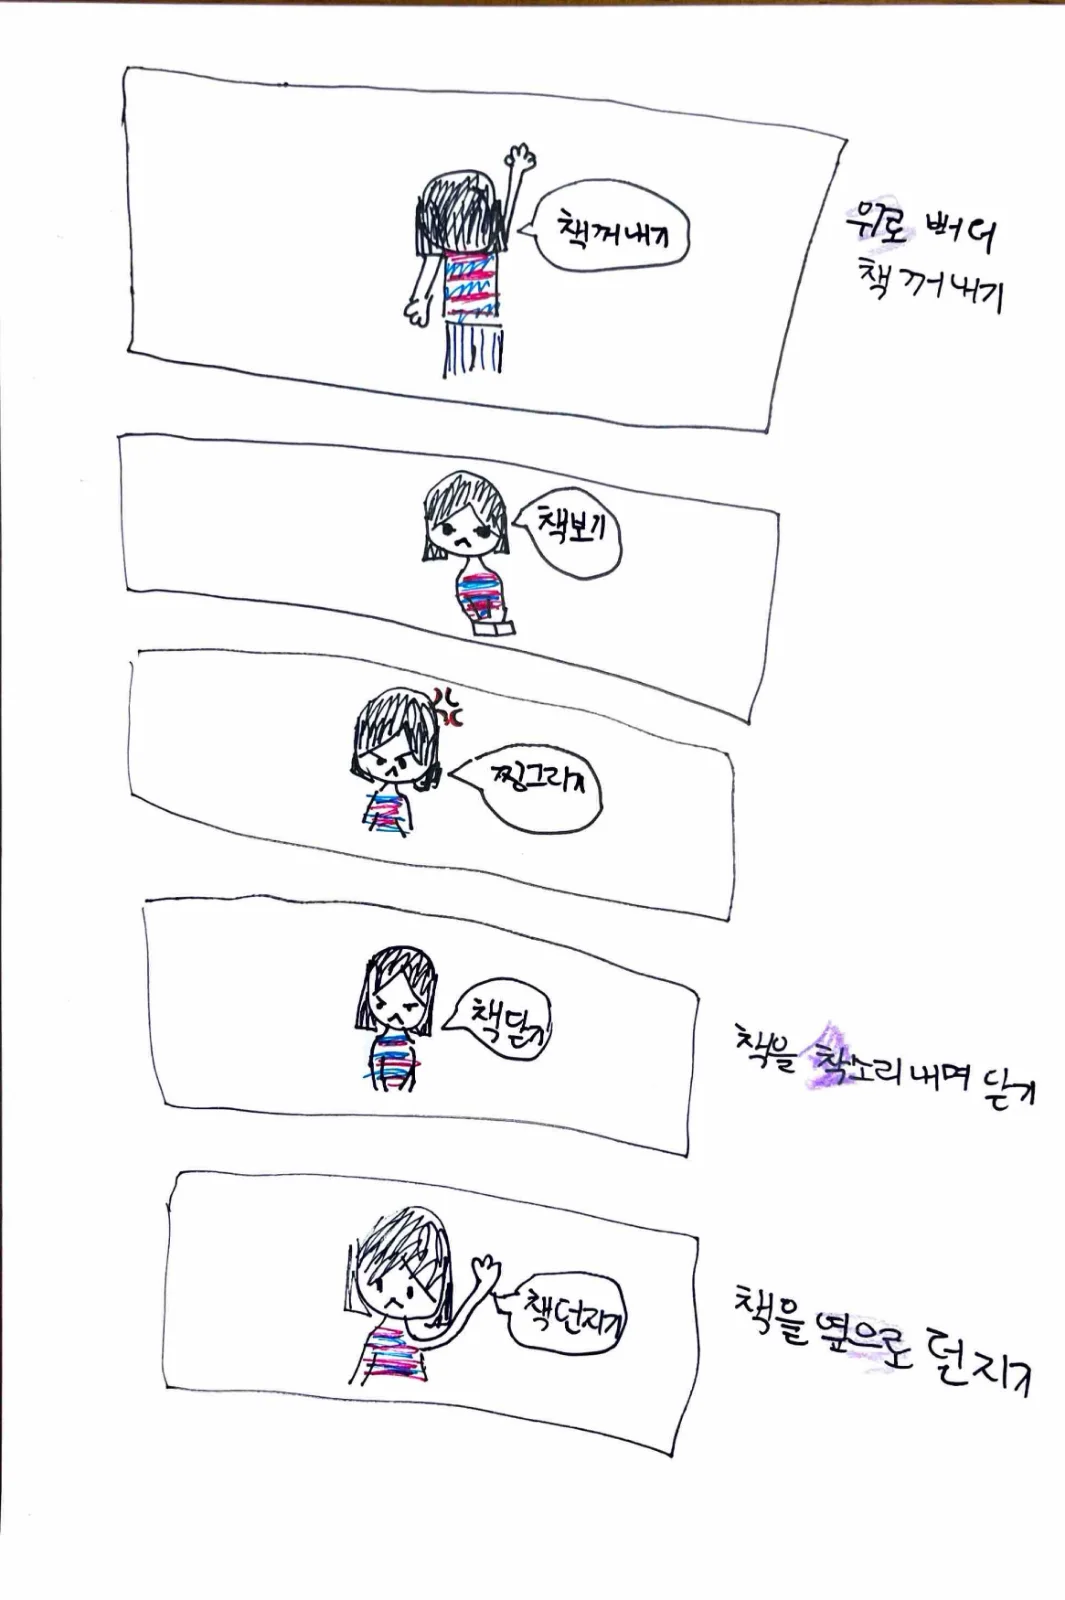 책꺼내기
위로 뻐더
책 꺼내기
책보기
찡그리기
책닫기
책을 착소리내며 닫기
책던지기
책을 옆으로 던지기